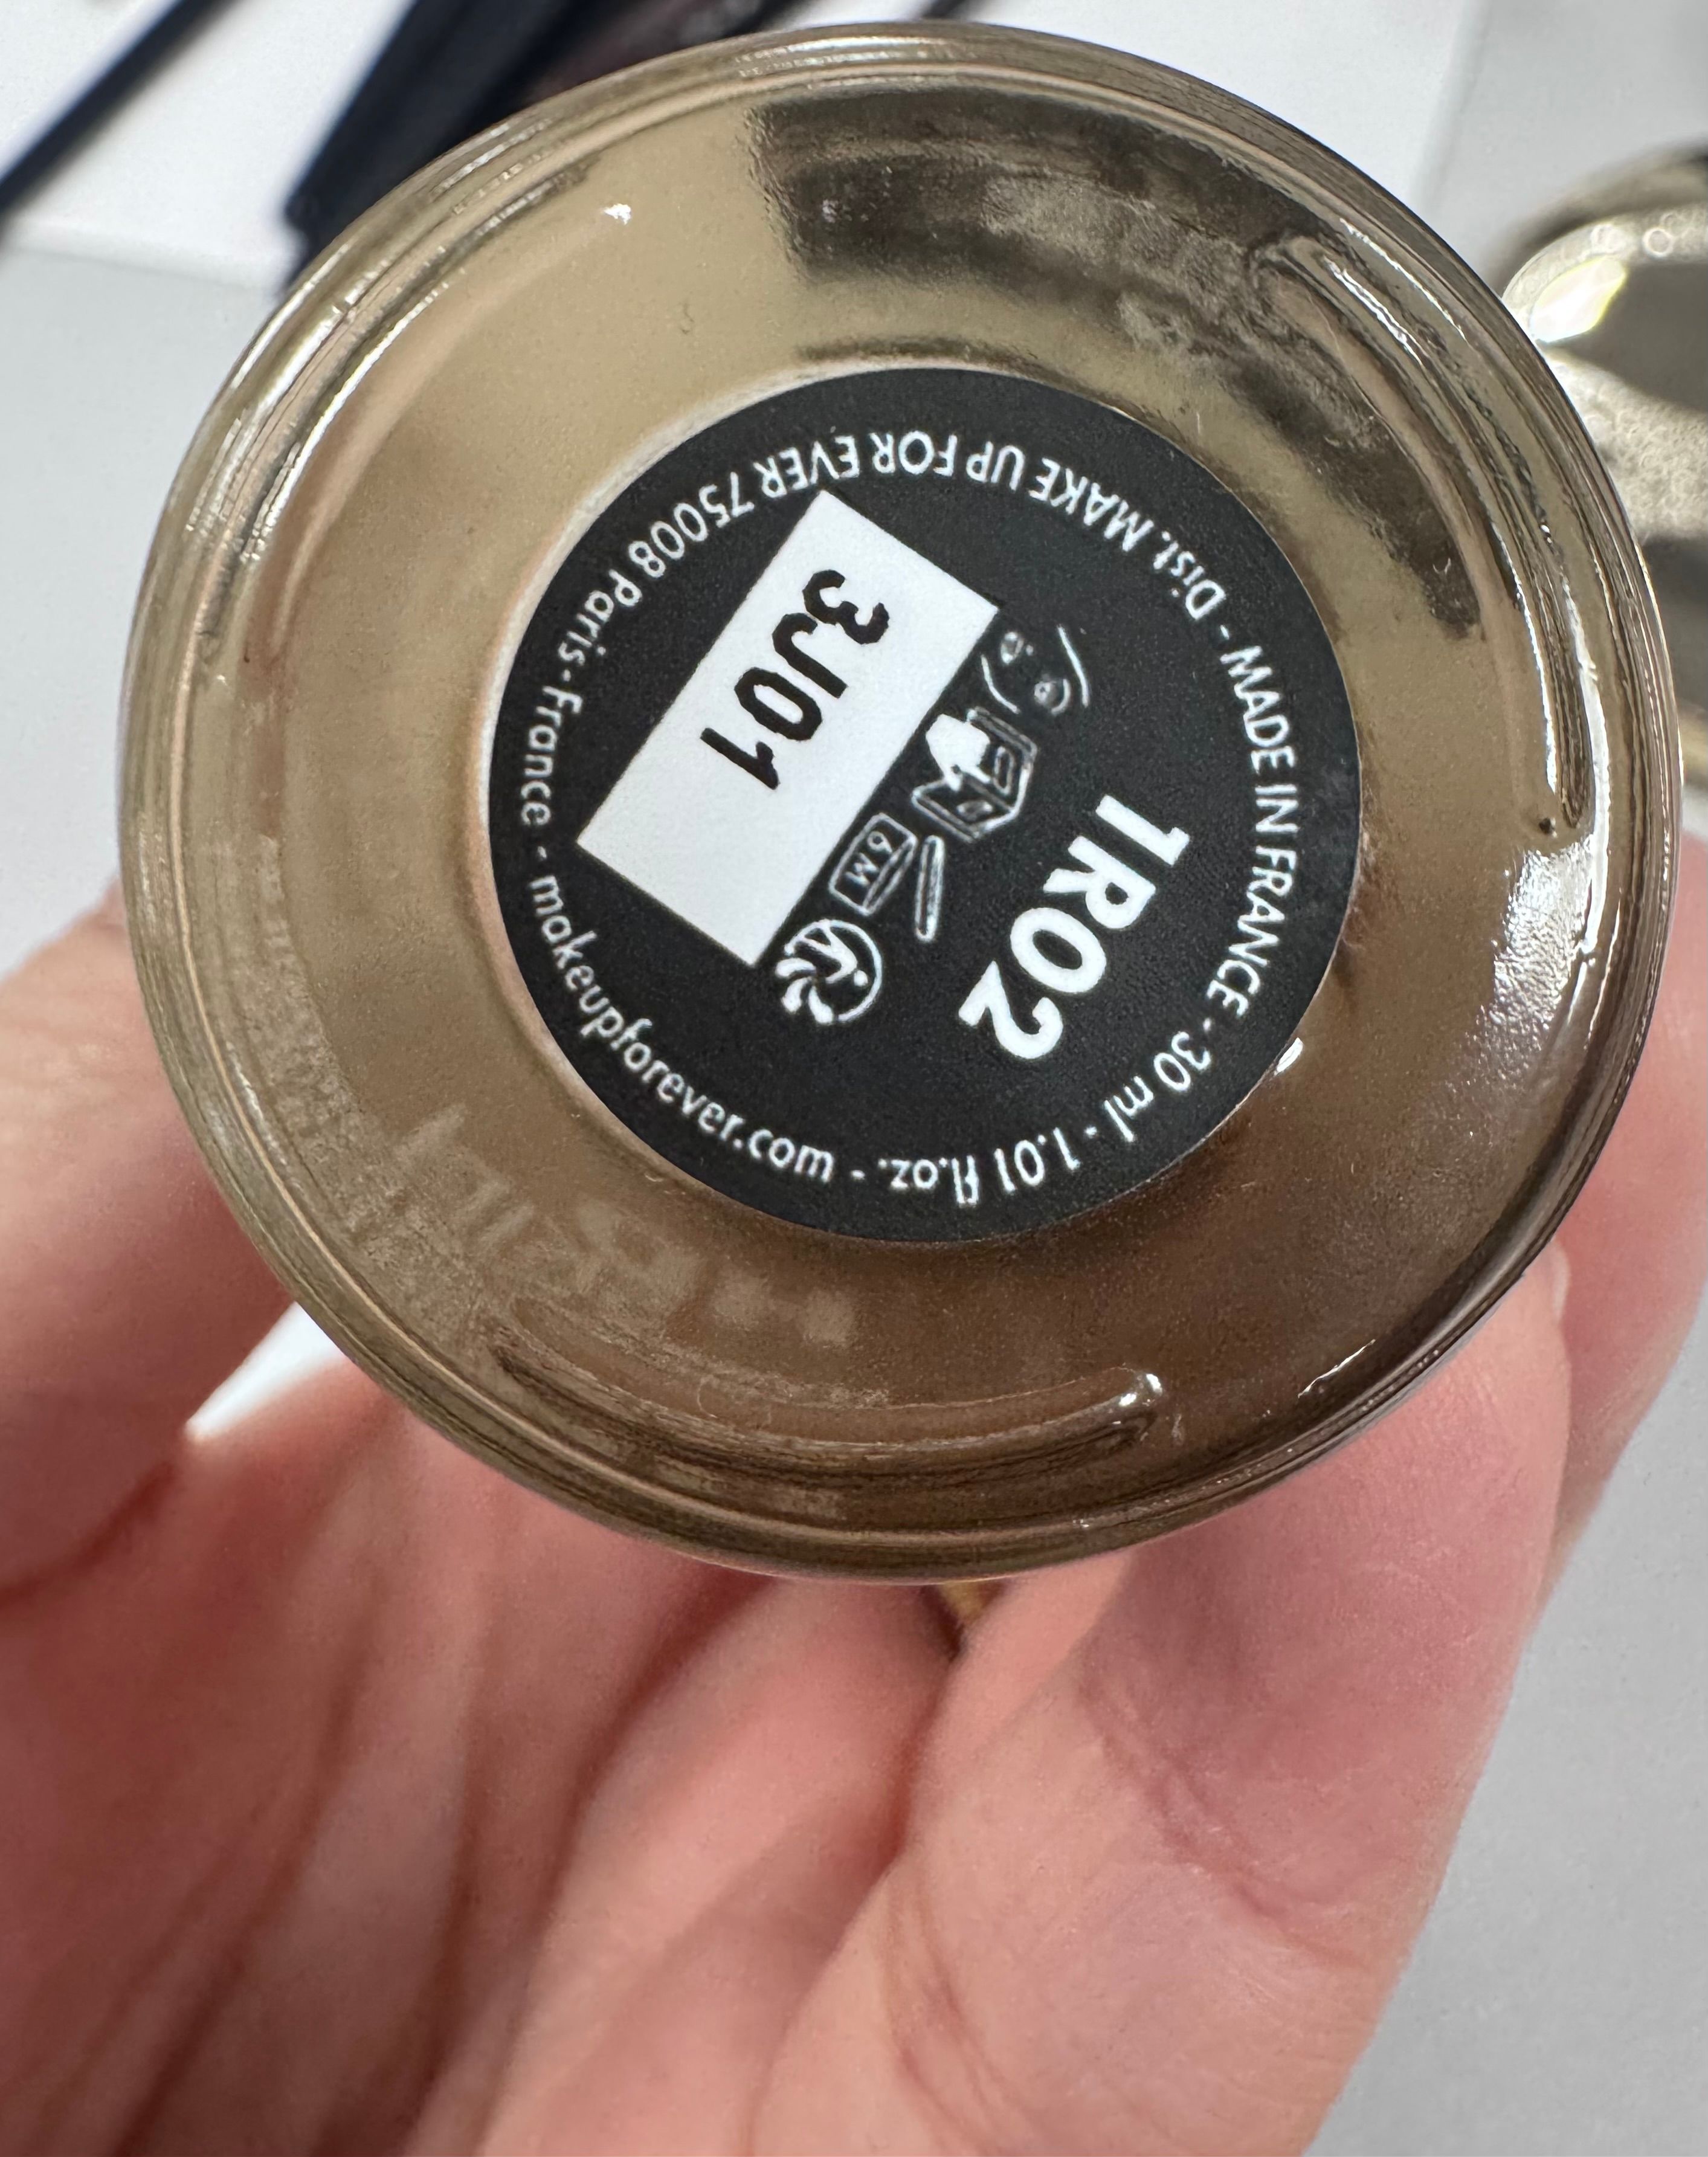 Dist. MAKE UP FOR EVER 75008 Paris - France - makeupforever.com - 30 ml - 1.01 fl.oz. - MADE IN FRANCE -
3J01
6M
1R02